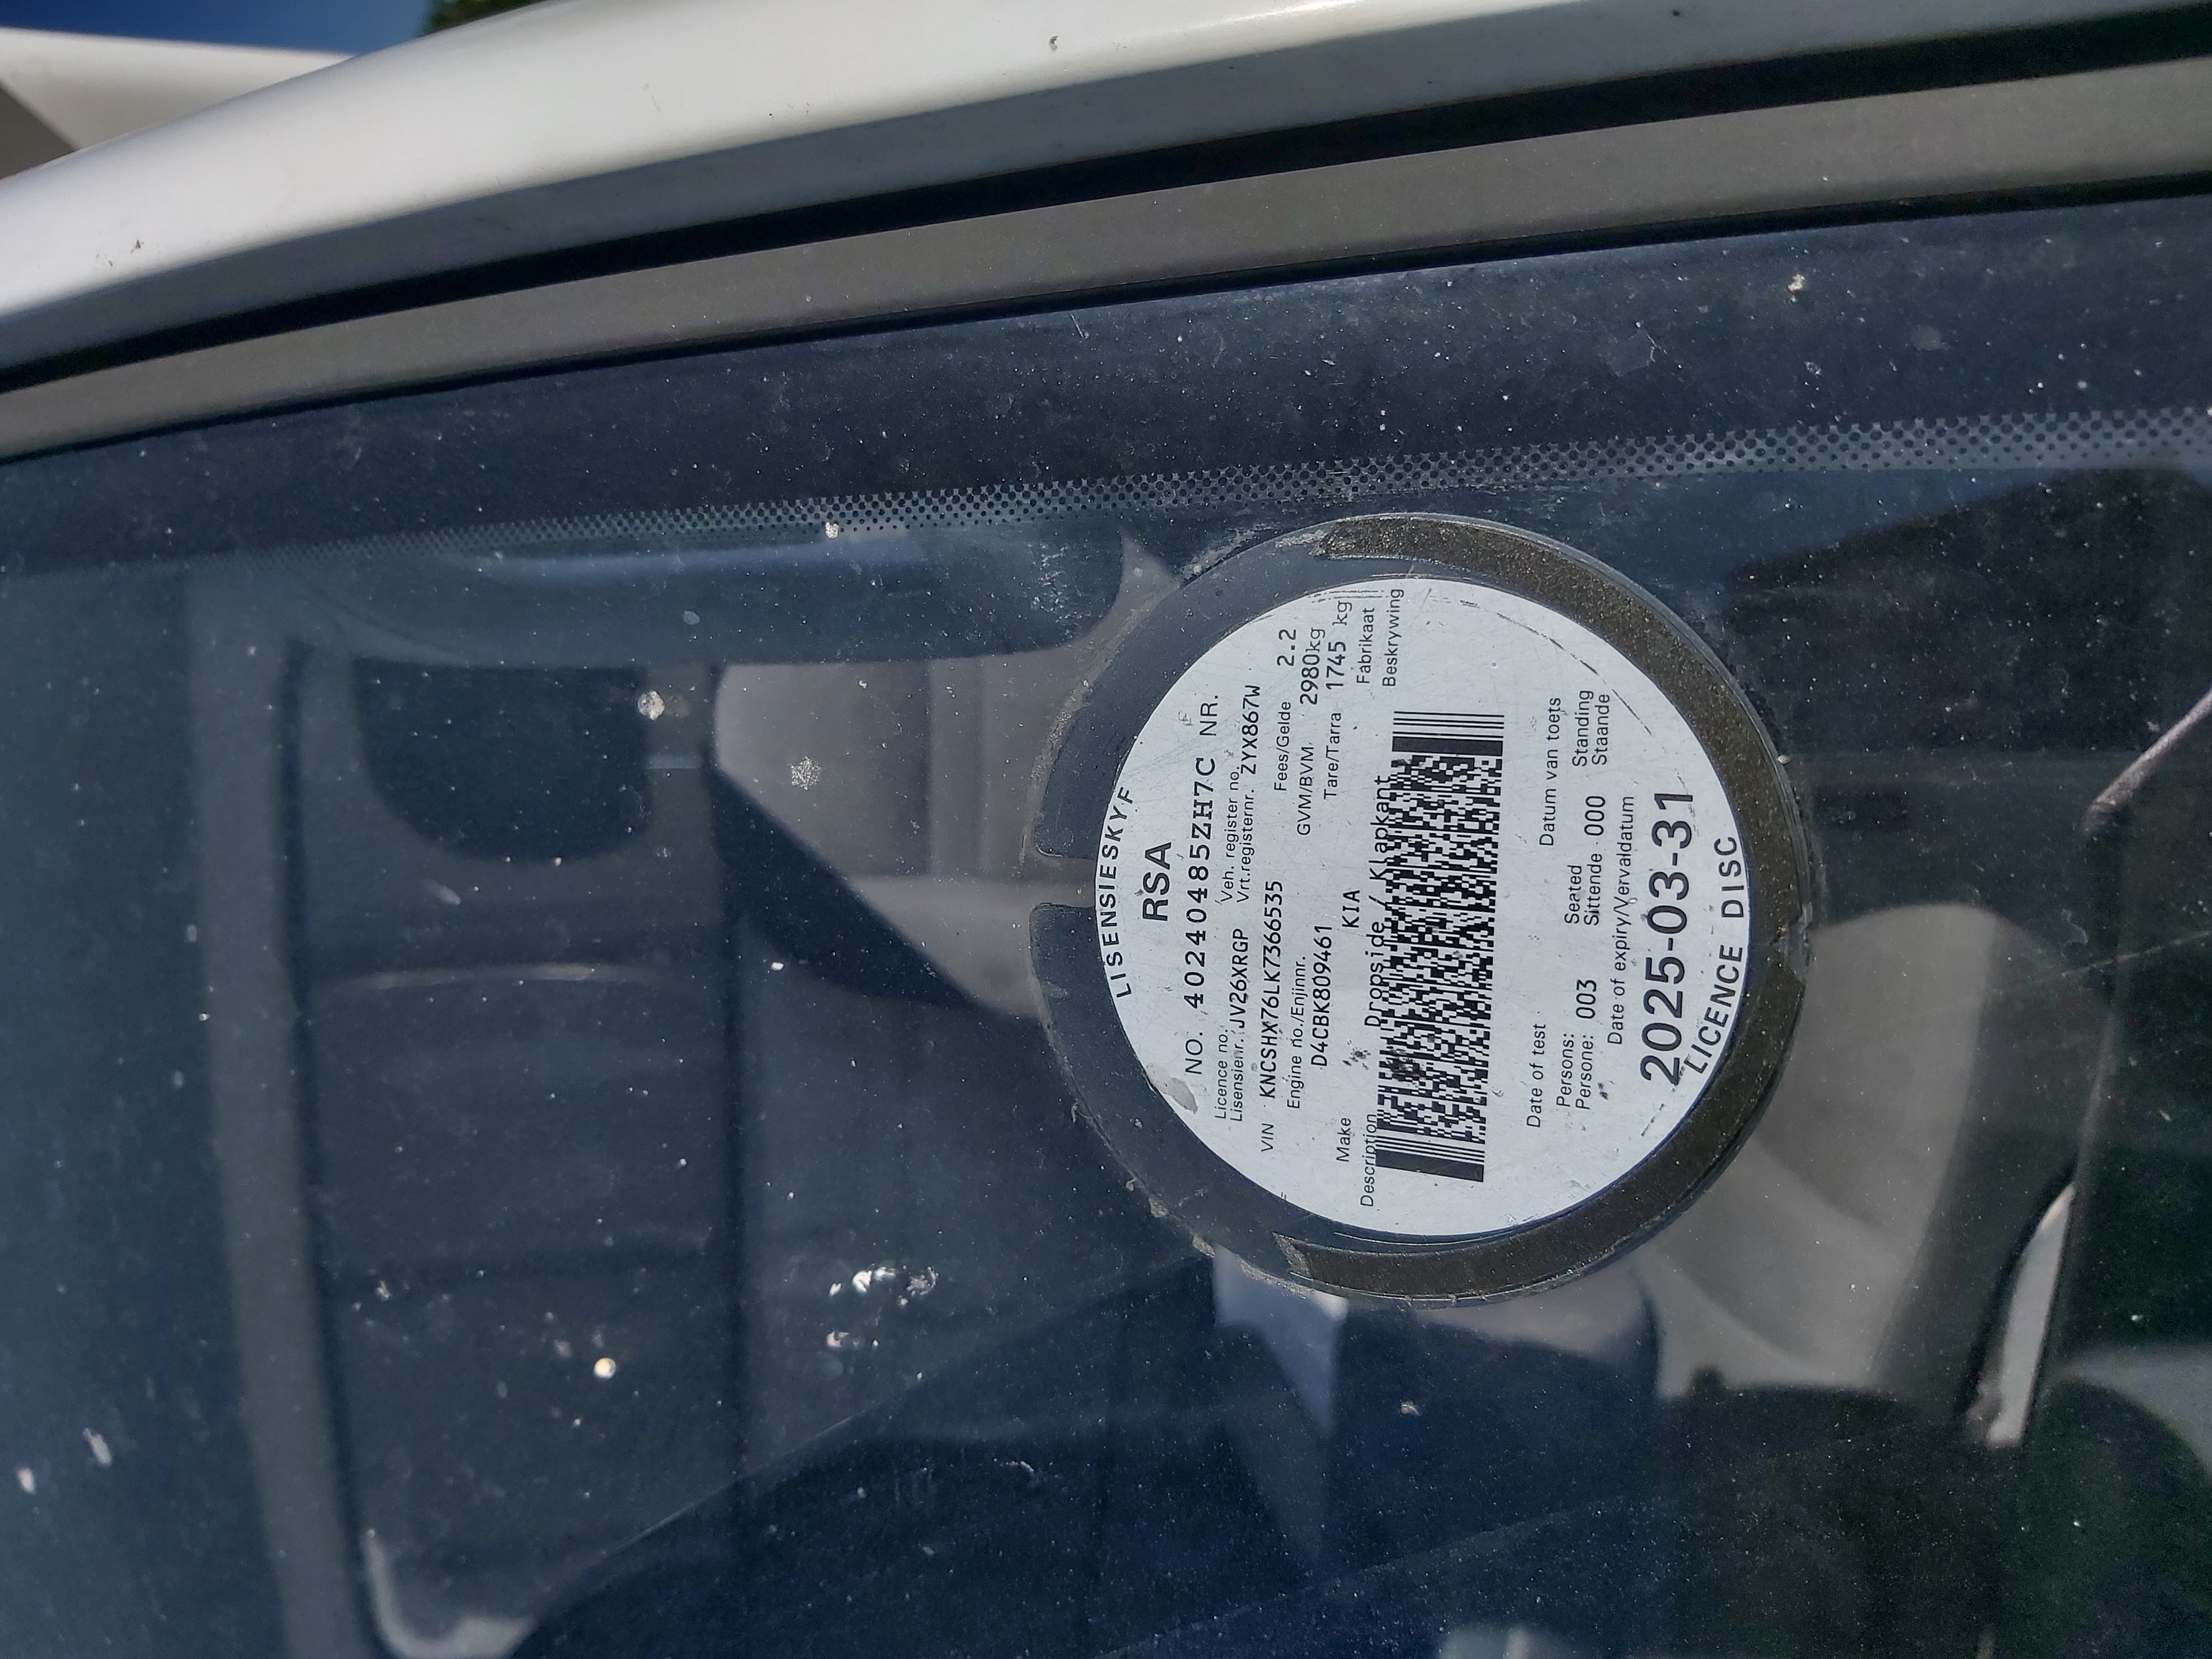 LISENSIESKYF
RSA
NO. 40240485ZH7C NR.
Licence no. Veh. register no.
Lisensienr. JV26XRGP Vrt.registernr. ZYX867W
VIN KNCSHX76LK7366535 Fees/Gelde 2.2
Engine no./Enjinnr. GVM/BVM 2980kg
D4CBK809461 Tare/Tarra 1745 kg
Make KIA Fabrikaat
Description Dropside / Klapkant Beskrywing
Date of test Datum van toets
Persons: Seated Standing
Persone: 003 Sittende 000 Staande
Date of expiry/Vervaldatum
2025-03-31
LICENCE DISC